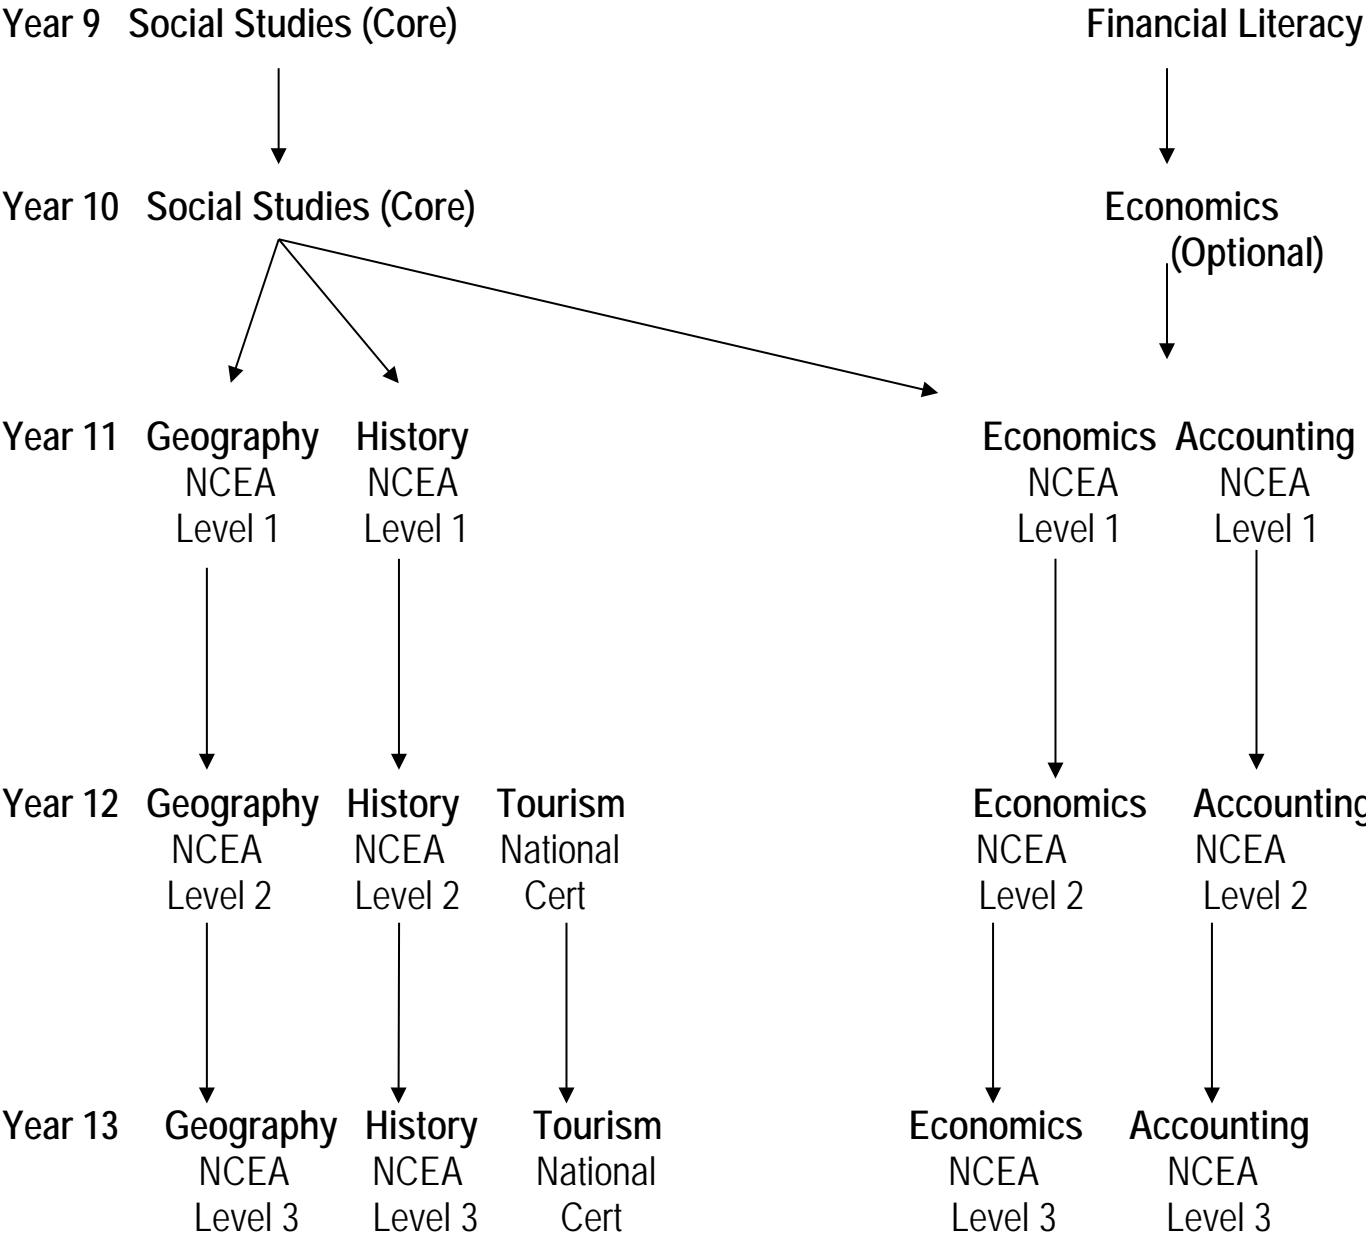 Year 9 Social Studies (Core) Financial Literacy
Year 10 Social Studies (Core) Economics
(Optional)
Year 11 Geography History Economics Accounting
NCEA NCEA NCEA NCEA
Level 1 Level 1 Level 1 Level 1
Year 12 Geography History Tourism Economics Accounting
NCEA NCEA National NCEA NCEA
Level 2 Level 2 Cert Level 2 Level 2
Year 13 Geography History Tourism Economics Accounting
NCEA NCEA National NCEA NCEA
Level 3 Level 3 Cert Level 3 Level 3